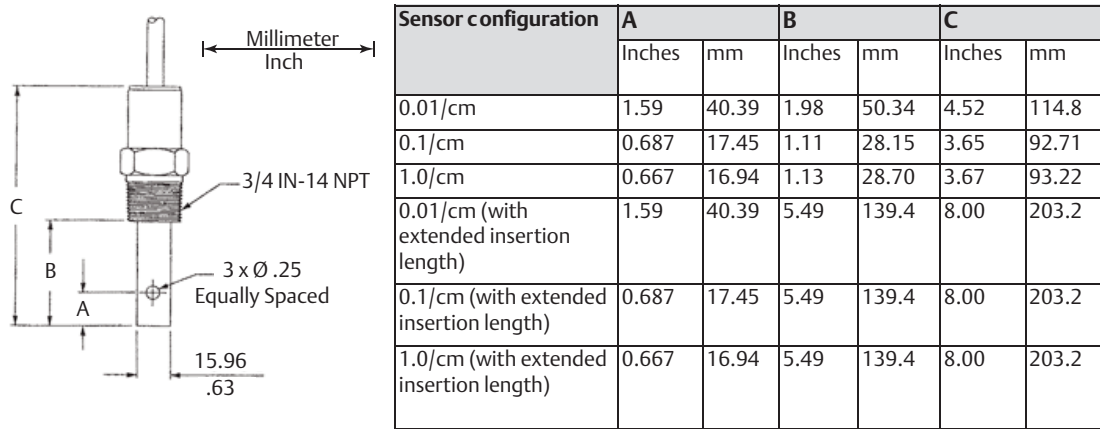 Millimeter
Inch
3/4 IN-14 NPT
C
B
3 x Ø .25
Equally Spaced
A
15.96
.63
Sensor configuration A B C
Inches mm Inches mm Inches mm
0.01/cm 1.59 40.39 1.98 50.34 4.52 114.8
0.1/cm 0.687 17.45 1.11 28.15 3.65 92.71
1.0/cm 0.667 16.94 1.13 28.70 3.67 93.22
0.01/cm (with 1.59 40.39 5.49 139.4 8.00 203.2
extended insertion
length)
0.1/cm (with extended 0.687 17.45 5.49 139.4 8.00 203.2
insertion length)
1.0/cm (with extended 0.667 16.94 5.49 139.4 8.00 203.2
insertion length)